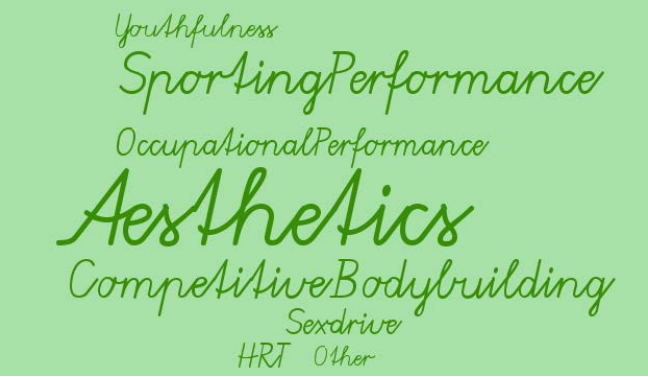 Youthfulness
SportingPerformance
OccupationalPerformance
Aesthetics
CompetitiveBodybuilding
Sexdrive
HRT Other